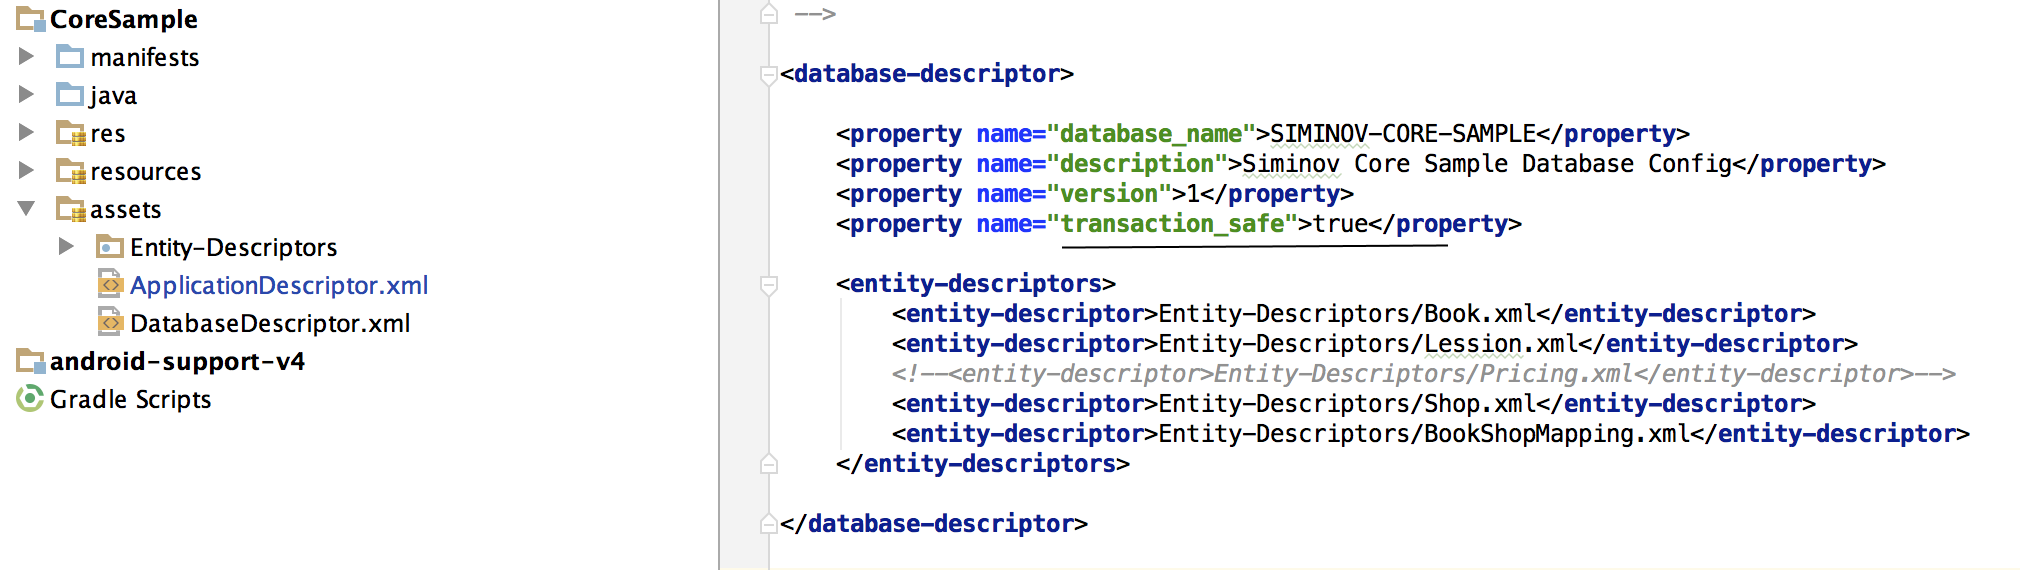 CoreSample
manifests
java
res
resources
assets
Entity-Descriptors
ApplicationDescriptor.xml
DatabaseDescriptor.xml
android-support-v4
Gradle Scripts
-->
<database-descriptor>
<property name="database_name">SIMINOV-CORE-SAMPLE</property>
<property name="description">Siminov Core Sample Database Config</property>
<property name="version">1</property>
<property name="transaction_safe">true</property>
<entity-descriptors>
<entity-descriptor>Entity-Descriptors/Book.xml</entity-descriptor>
<entity-descriptor>Entity-Descriptors/Lession.xml</entity-descriptor>
<!--<entity-descriptor>Entity-Descriptors/Pricing.xml</entity-descriptor>-->
<entity-descriptor>Entity-Descriptors/Shop.xml</entity-descriptor>
<entity-descriptor>Entity-Descriptors/BookShopMapping.xml</entity-descriptor>
</entity-descriptors>
</database-descriptor>